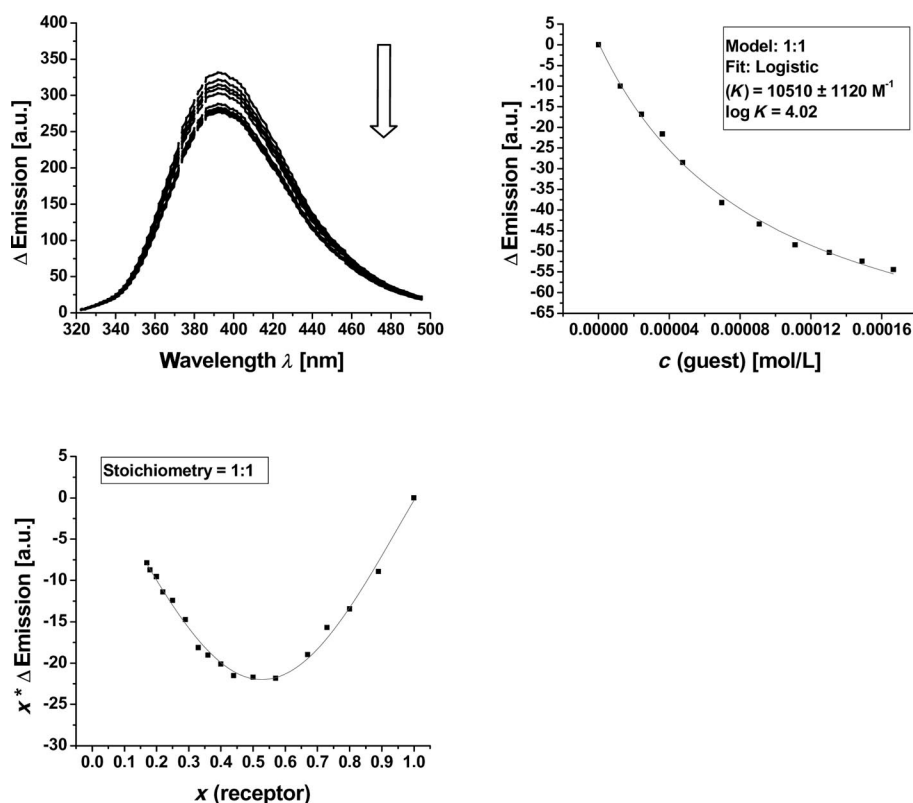 Δ Emission [a.u.]
400
350
300
250
200
150
100
50
0
320 340 360 380 400 420 440 460 480 500
Wavelength λ [nm]
Δ Emission [a.u.]
5
0
-5
-10
-15
-20
-25
-30
-35
-40
-45
-50
-55
-60
-65
Model: 1:1
Fit: Logistic
(K) = 10510 ± 1120 M⁻¹
log K = 4.02
0.00000 0.00004 0.00008 0.00012 0.00016
c (guest) [mol/L]
x * Δ Emission [a.u.]
5
0
-5
-10
-15
-20
-25
-30
Stoichiometry = 1:1
0.0 0.1 0.2 0.3 0.4 0.5 0.6 0.7 0.8 0.9 1.0
x (receptor)